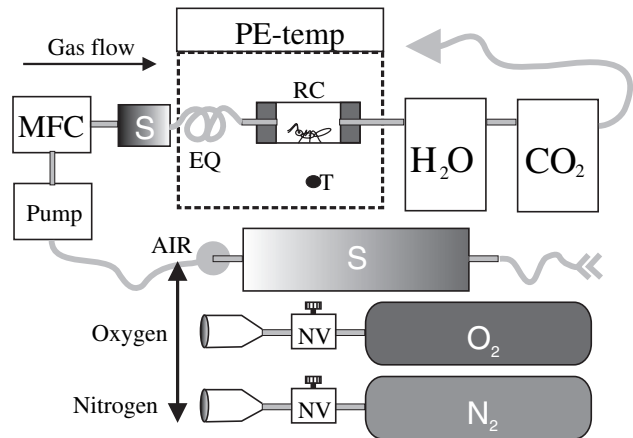 PE-temp
Gas flow
RC
MFC
S
EQ
T
H₂O
CO₂
Pump
AIR
S
Oxygen
NV
O₂
Nitrogen
NV
N₂